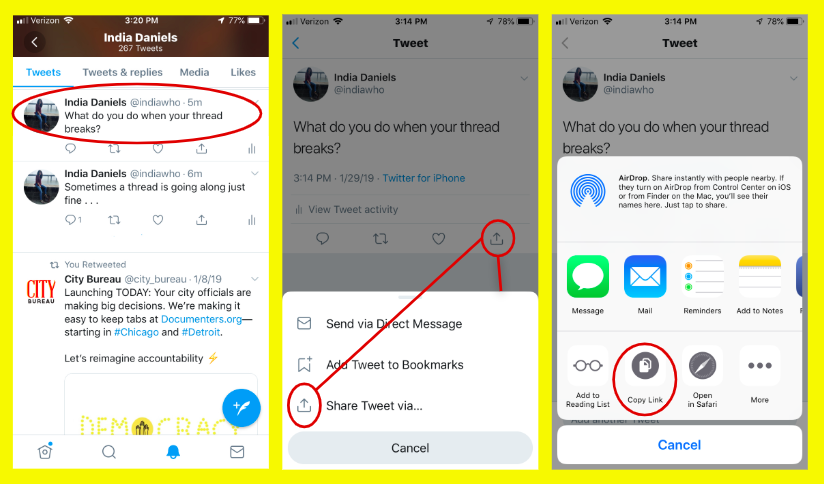 Verizon 3:20 PM 77%
India Daniels
267 Tweets
Tweets Tweets & replies Media Likes
India Daniels @indiawho · 5m
What do you do when your thread
breaks?
India Daniels @indiawho · 6m
Sometimes a thread is going along just
fine . . .
1
You Retweeted
City Bureau @city_bureau · 1/8/19
CITY
BUREAU
Launching TODAY: Your city officials are
making big decisions. We're making it
easy to keep tabs at Documenters.org—
starting in #Chicago and #Detroit.
Let's reimagine accountability ⚡
DEMOCRACY
Verizon 3:14 PM 78%
Tweet
India Daniels
@indiawho
What do you do when your thread
breaks?
3:14 PM · 1/29/19 · Twitter for iPhone
View Tweet activity
Send via Direct Message
Add Tweet to Bookmarks
Share Tweet via...
Cancel
Verizon 3:14 PM 78%
Tweet
India Daniels
@indiawho
What do you do when your thread
breaks?
AirDrop. Share instantly with people nearby. If
they turn on AirDrop from Control Center on iOS
or from Finder on the Mac, you'll see their
names here. Just tap to share.
Message Mail Reminders Add to Notes
Add to
Reading List
Copy Link
Open
in Safari
More
Add another Tweet
Cancel